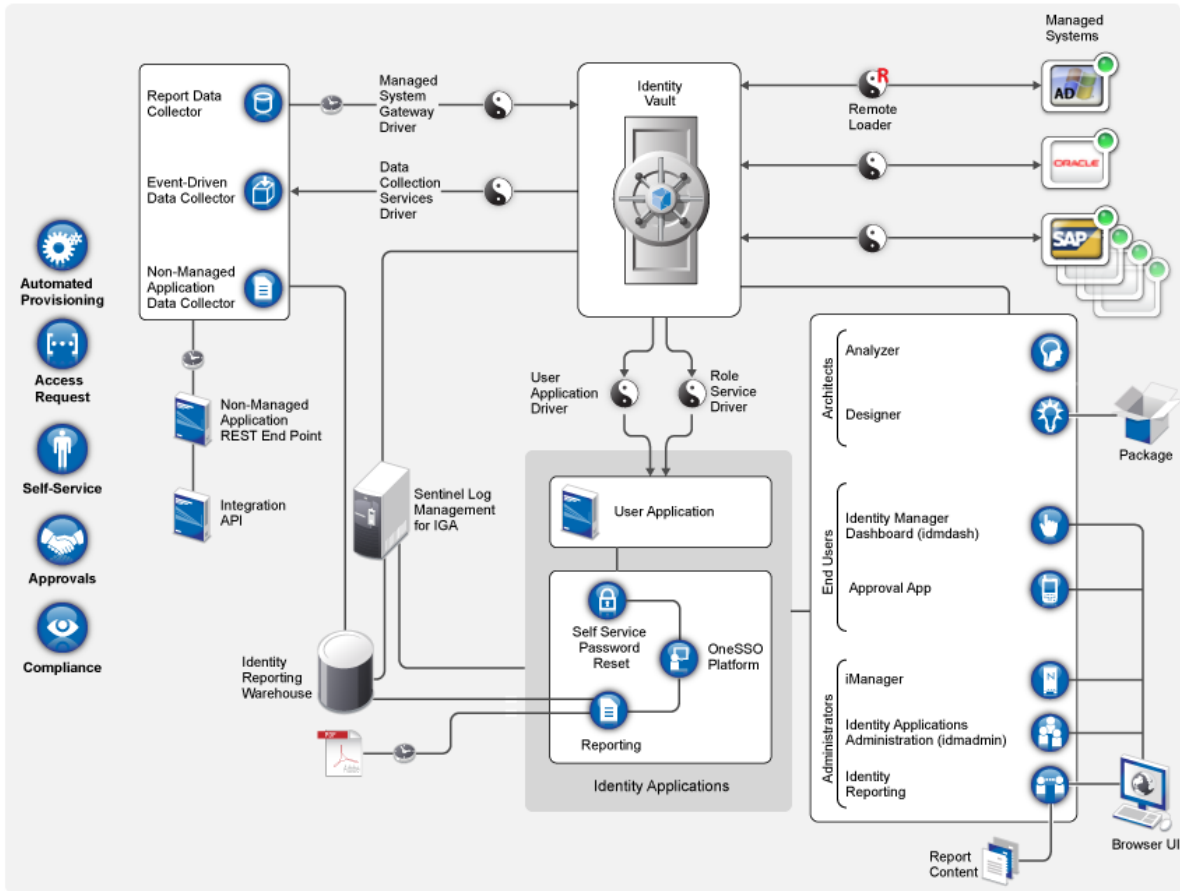 Managed
Systems
Report Data
Collector
Managed
System
Gateway
Driver
Identity
Vault
R
Remote
Loader
AD
Event-Driven
Data Collector
Data
Collection
Services
Driver
ORACLE
SAP
Non-Managed
Application
Data Collector
Automated
Provisioning
Access
Request
Self-Service
Approvals
Compliance
Non-Managed
Application
REST End Point
Integration
API
User
Application
Driver
Role
Service
Driver
Sentinel Log
Management
for IGA
User Application
Self Service
Password
Reset
OneSSO
Platform
Reporting
Identity Applications
Identity
Reporting
Warehouse
PDF
Adobe
Architects
Analyzer
Designer
Package
End Users
Identity Manager
Dashboard (idmdash)
Approval App
Administrators
iManager
N
Identity Applications
Administration (idmadmin)
Identity
Reporting
Browser UI
Report
Content